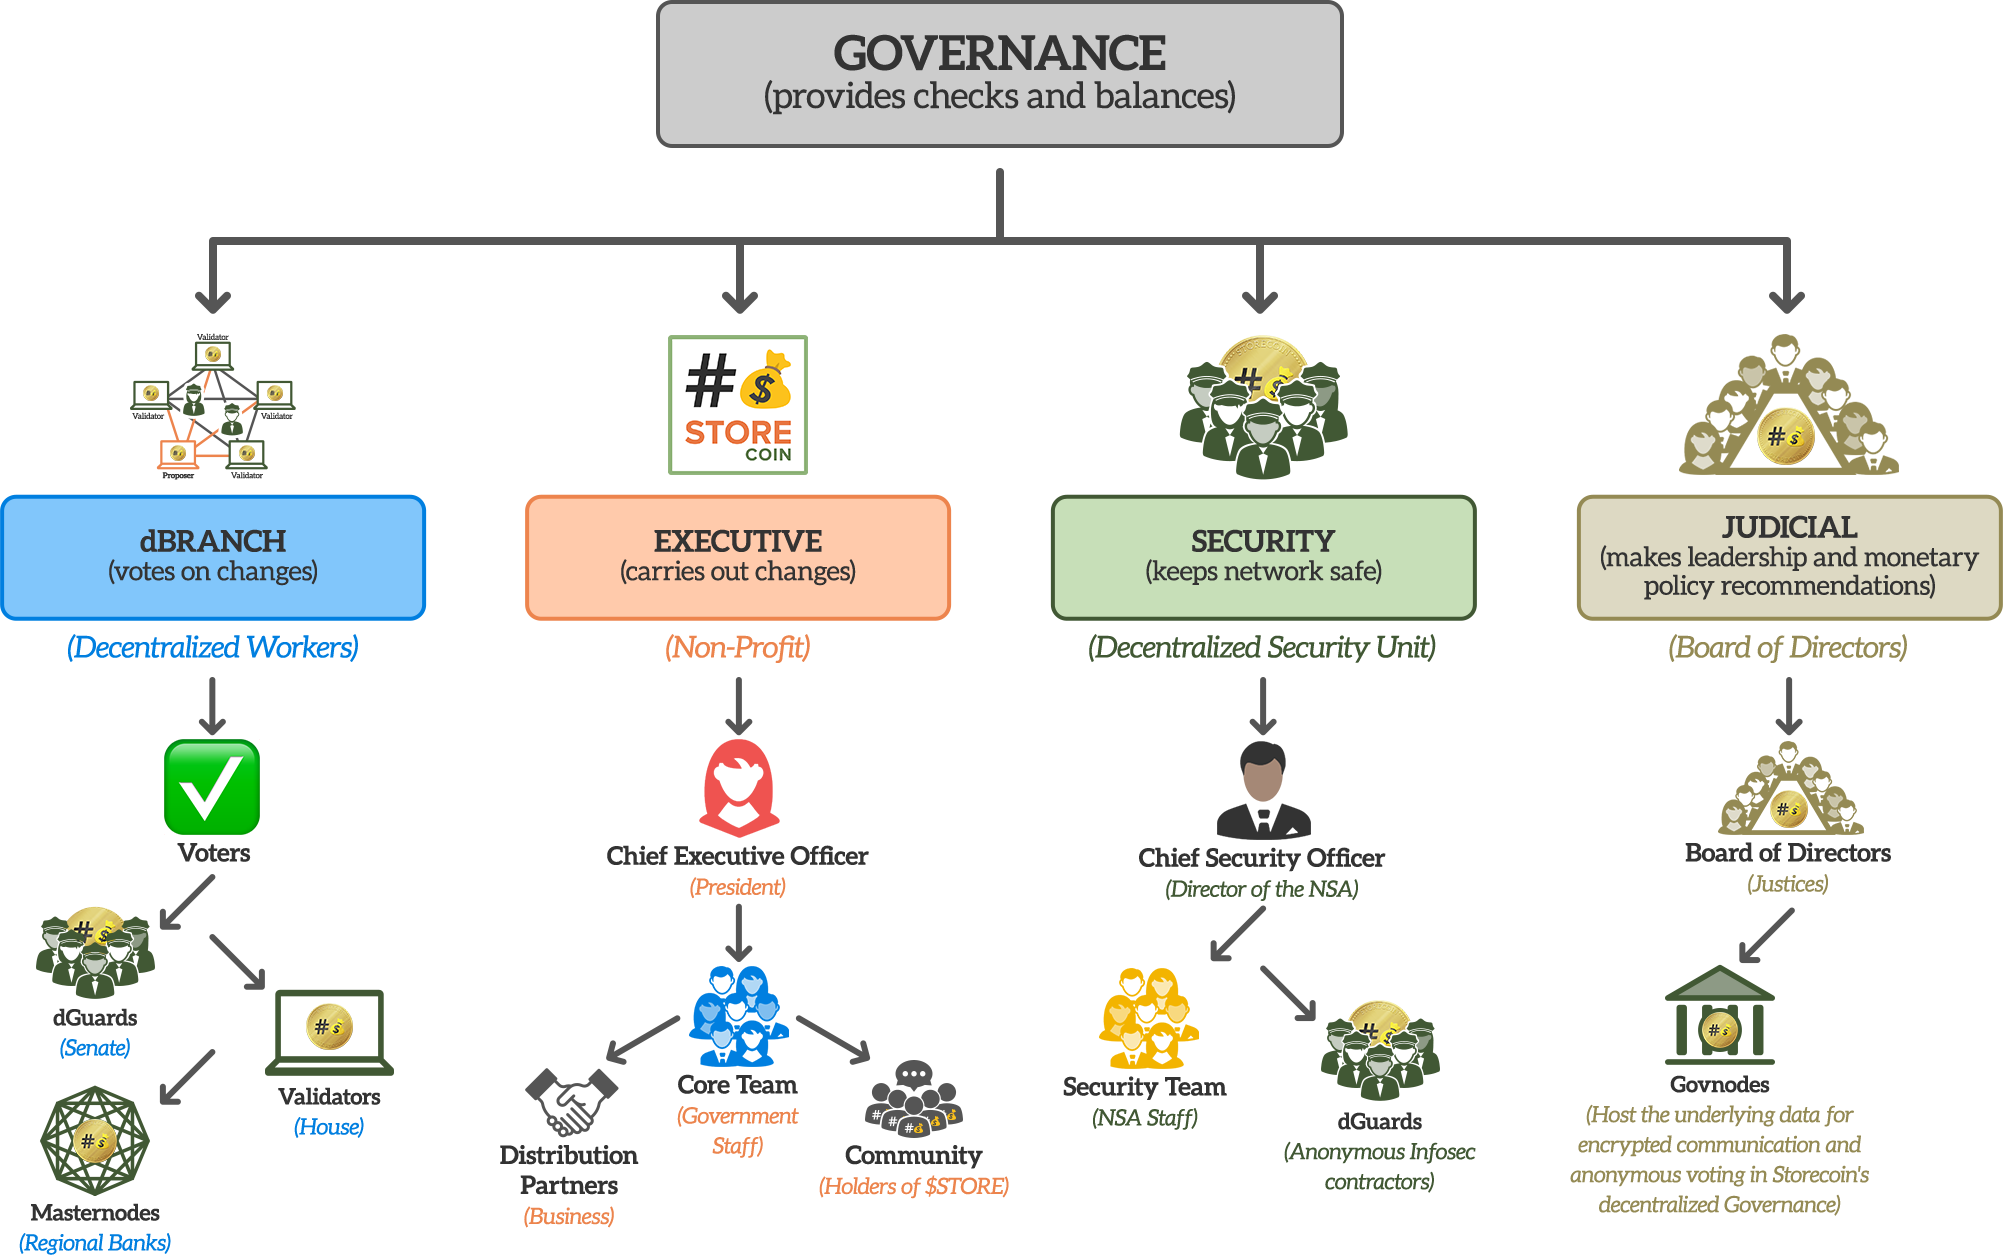 GOVERNANCE
(provides checks and balances)
Validator
Validator
Validator
Proposer
Validator
#
$
STORE
COIN
STORECOIN
#
#$
dBRANCH
(votes on changes)
(Decentralized Workers)
EXECUTIVE
(carries out changes)
(Non-Profit)
SECURITY
(keeps network safe)
(Decentralized Security Unit)
JUDICIAL
(makes leadership and monetary
policy recommendations)
(Board of Directors)
Voters
dGuards
(Senate)
Validators
(House)
Masternodes
(Regional Banks)
Chief Executive Officer
(President)
Core Team
(Government
Staff)
Distribution
Partners
(Business)
Community
(Holders of $STORE)
Chief Security Officer
(Director of the NSA)
Security Team
(NSA Staff)
dGuards
(Anonymous Infosec
contractors)
Board of Directors
(Justices)
Govnodes
(Host the underlying data for
encrypted communication and
anonymous voting in Storecoin's
decentralized Governance)